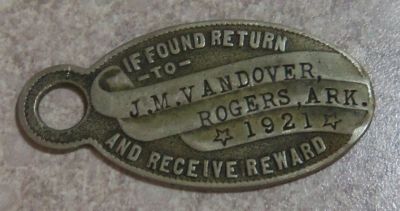 IF FOUND RETURN
-TO-
J.M.VANDOVER,
ROGERS, ARK.
☆1921☆
AND RECEIVE REWARD